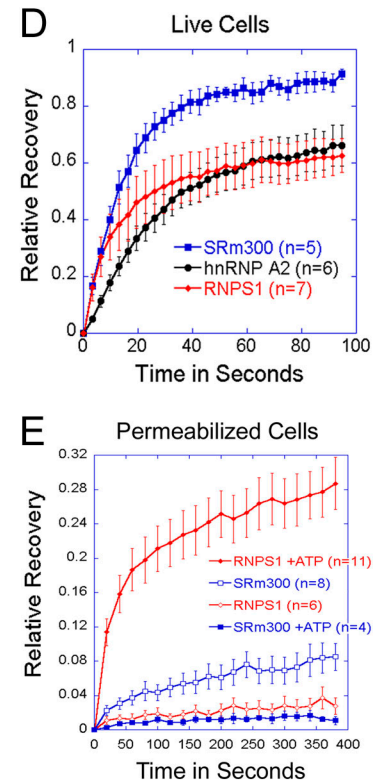 D
Live Cells
Relative Recovery
1
0.8
0.6
0.4
0.2
0
SRm300 (n=5)
hnRNP A2 (n=6)
RNPS1 (n=7)
0 20 40 60 80 100
Time in Seconds
E
Permeabilized Cells
Relative Recovery
0.32
0.28
0.24
0.2
0.16
0.12
0.08
0.04
0
RNPS1 +ATP (n=11)
SRm300 (n=8)
RNPS1 (n=6)
SRm300 +ATP (n=4)
0 50 100 150 200 250 300 350 400
Time in Seconds